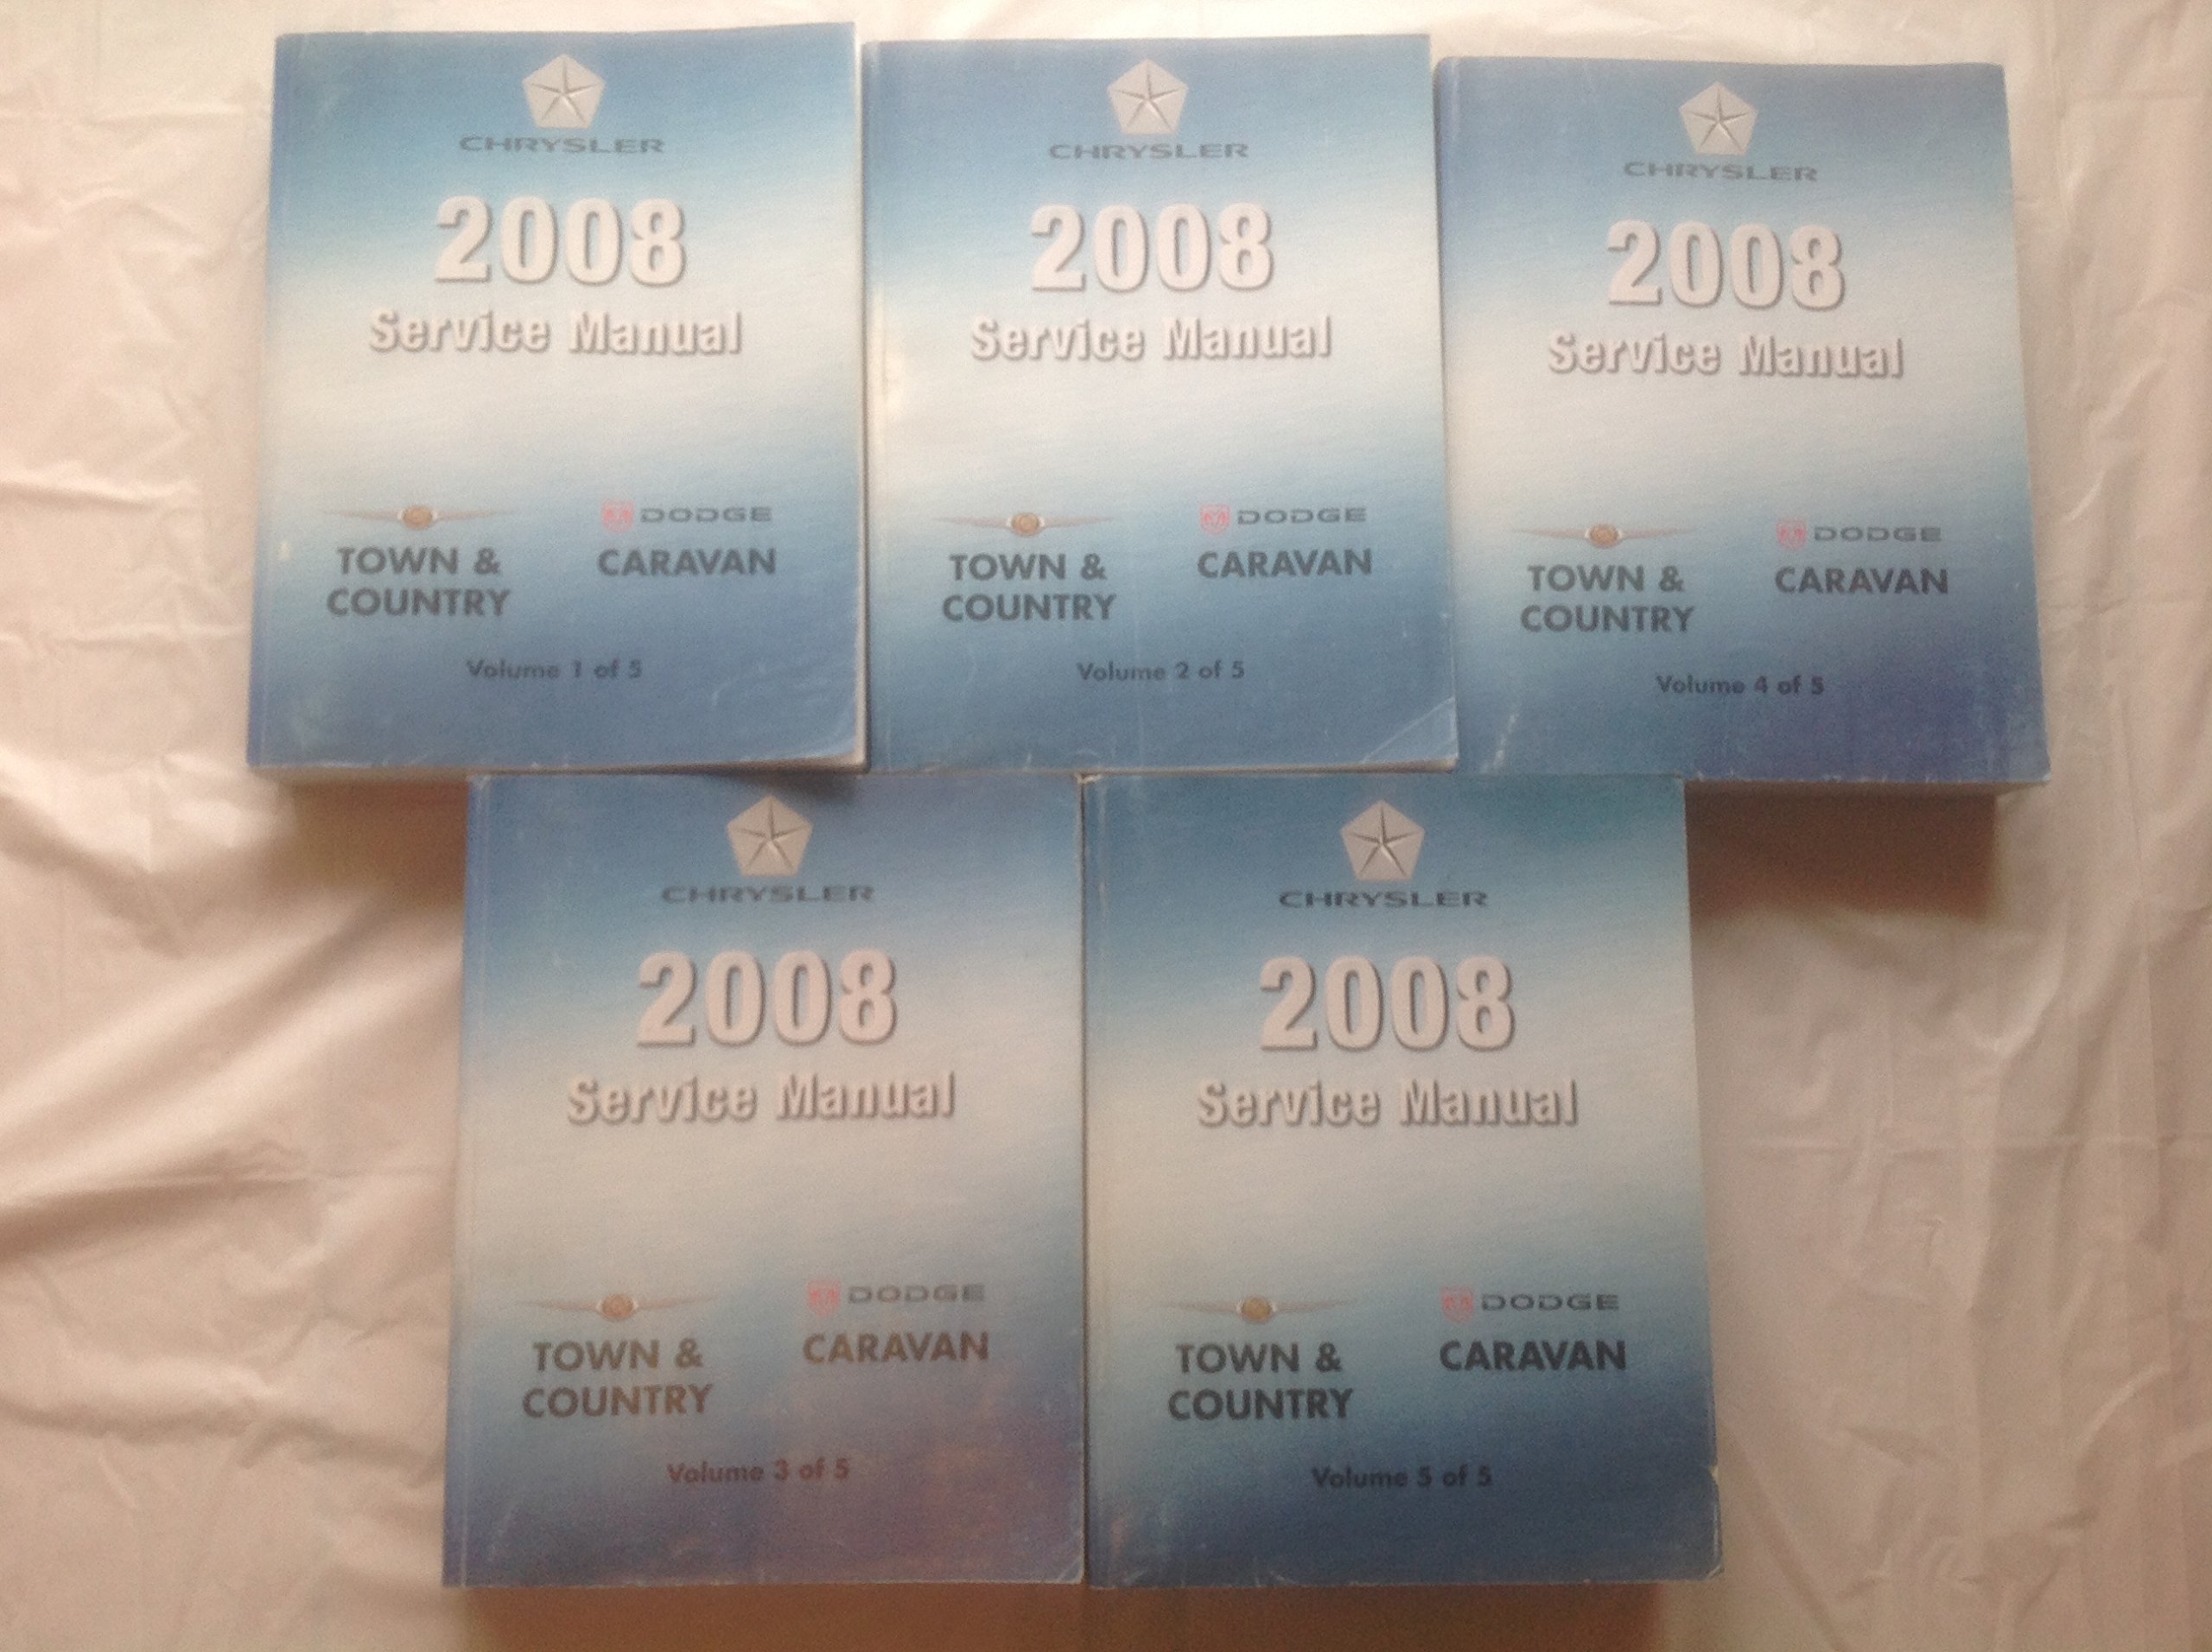 CHRYSLER
2008
Service Manual
DODGE
TOWN &
COUNTRY
CARAVAN
Volume 1 of 5
CHRYSLER
2008
Service Manual
DODGE
TOWN &
COUNTRY
CARAVAN
Volume 2 of 5
CHRYSLER
2008
Service Manual
DODGE
TOWN &
COUNTRY
CARAVAN
Volume 4 of 5
CHRYSLER
2008
Service Manual
DODGE
TOWN &
COUNTRY
CARAVAN
Volume 3 of 5
CHRYSLER
2008
Service Manual
DODGE
TOWN &
COUNTRY
CARAVAN
Volume 5 of 5